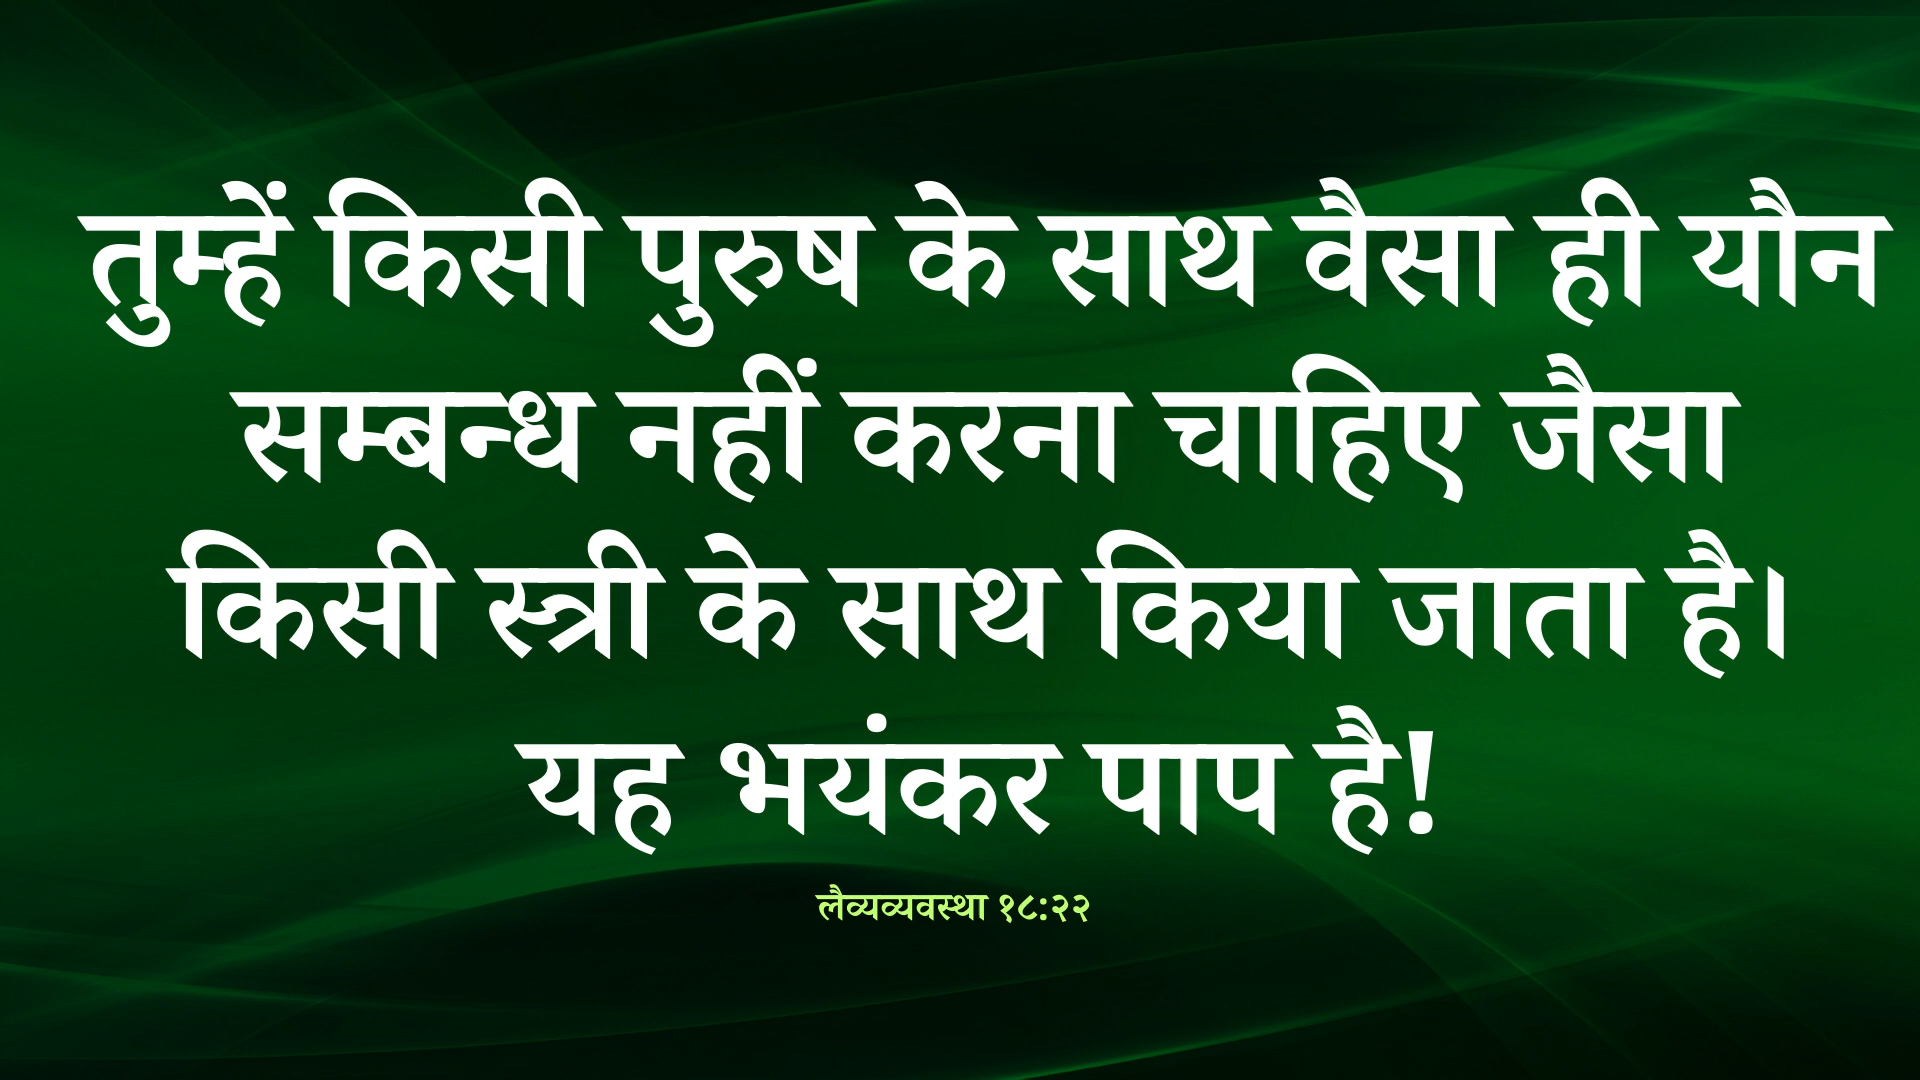 तुम्हें किसी पुरुष के साथ वैसा ही यौन
सम्बन्ध नहीं करना चाहिए जैसा
किसी स्त्री के साथ किया जाता है।
यह भयंकर पाप है!
लैव्यव्यवस्था १८:२२